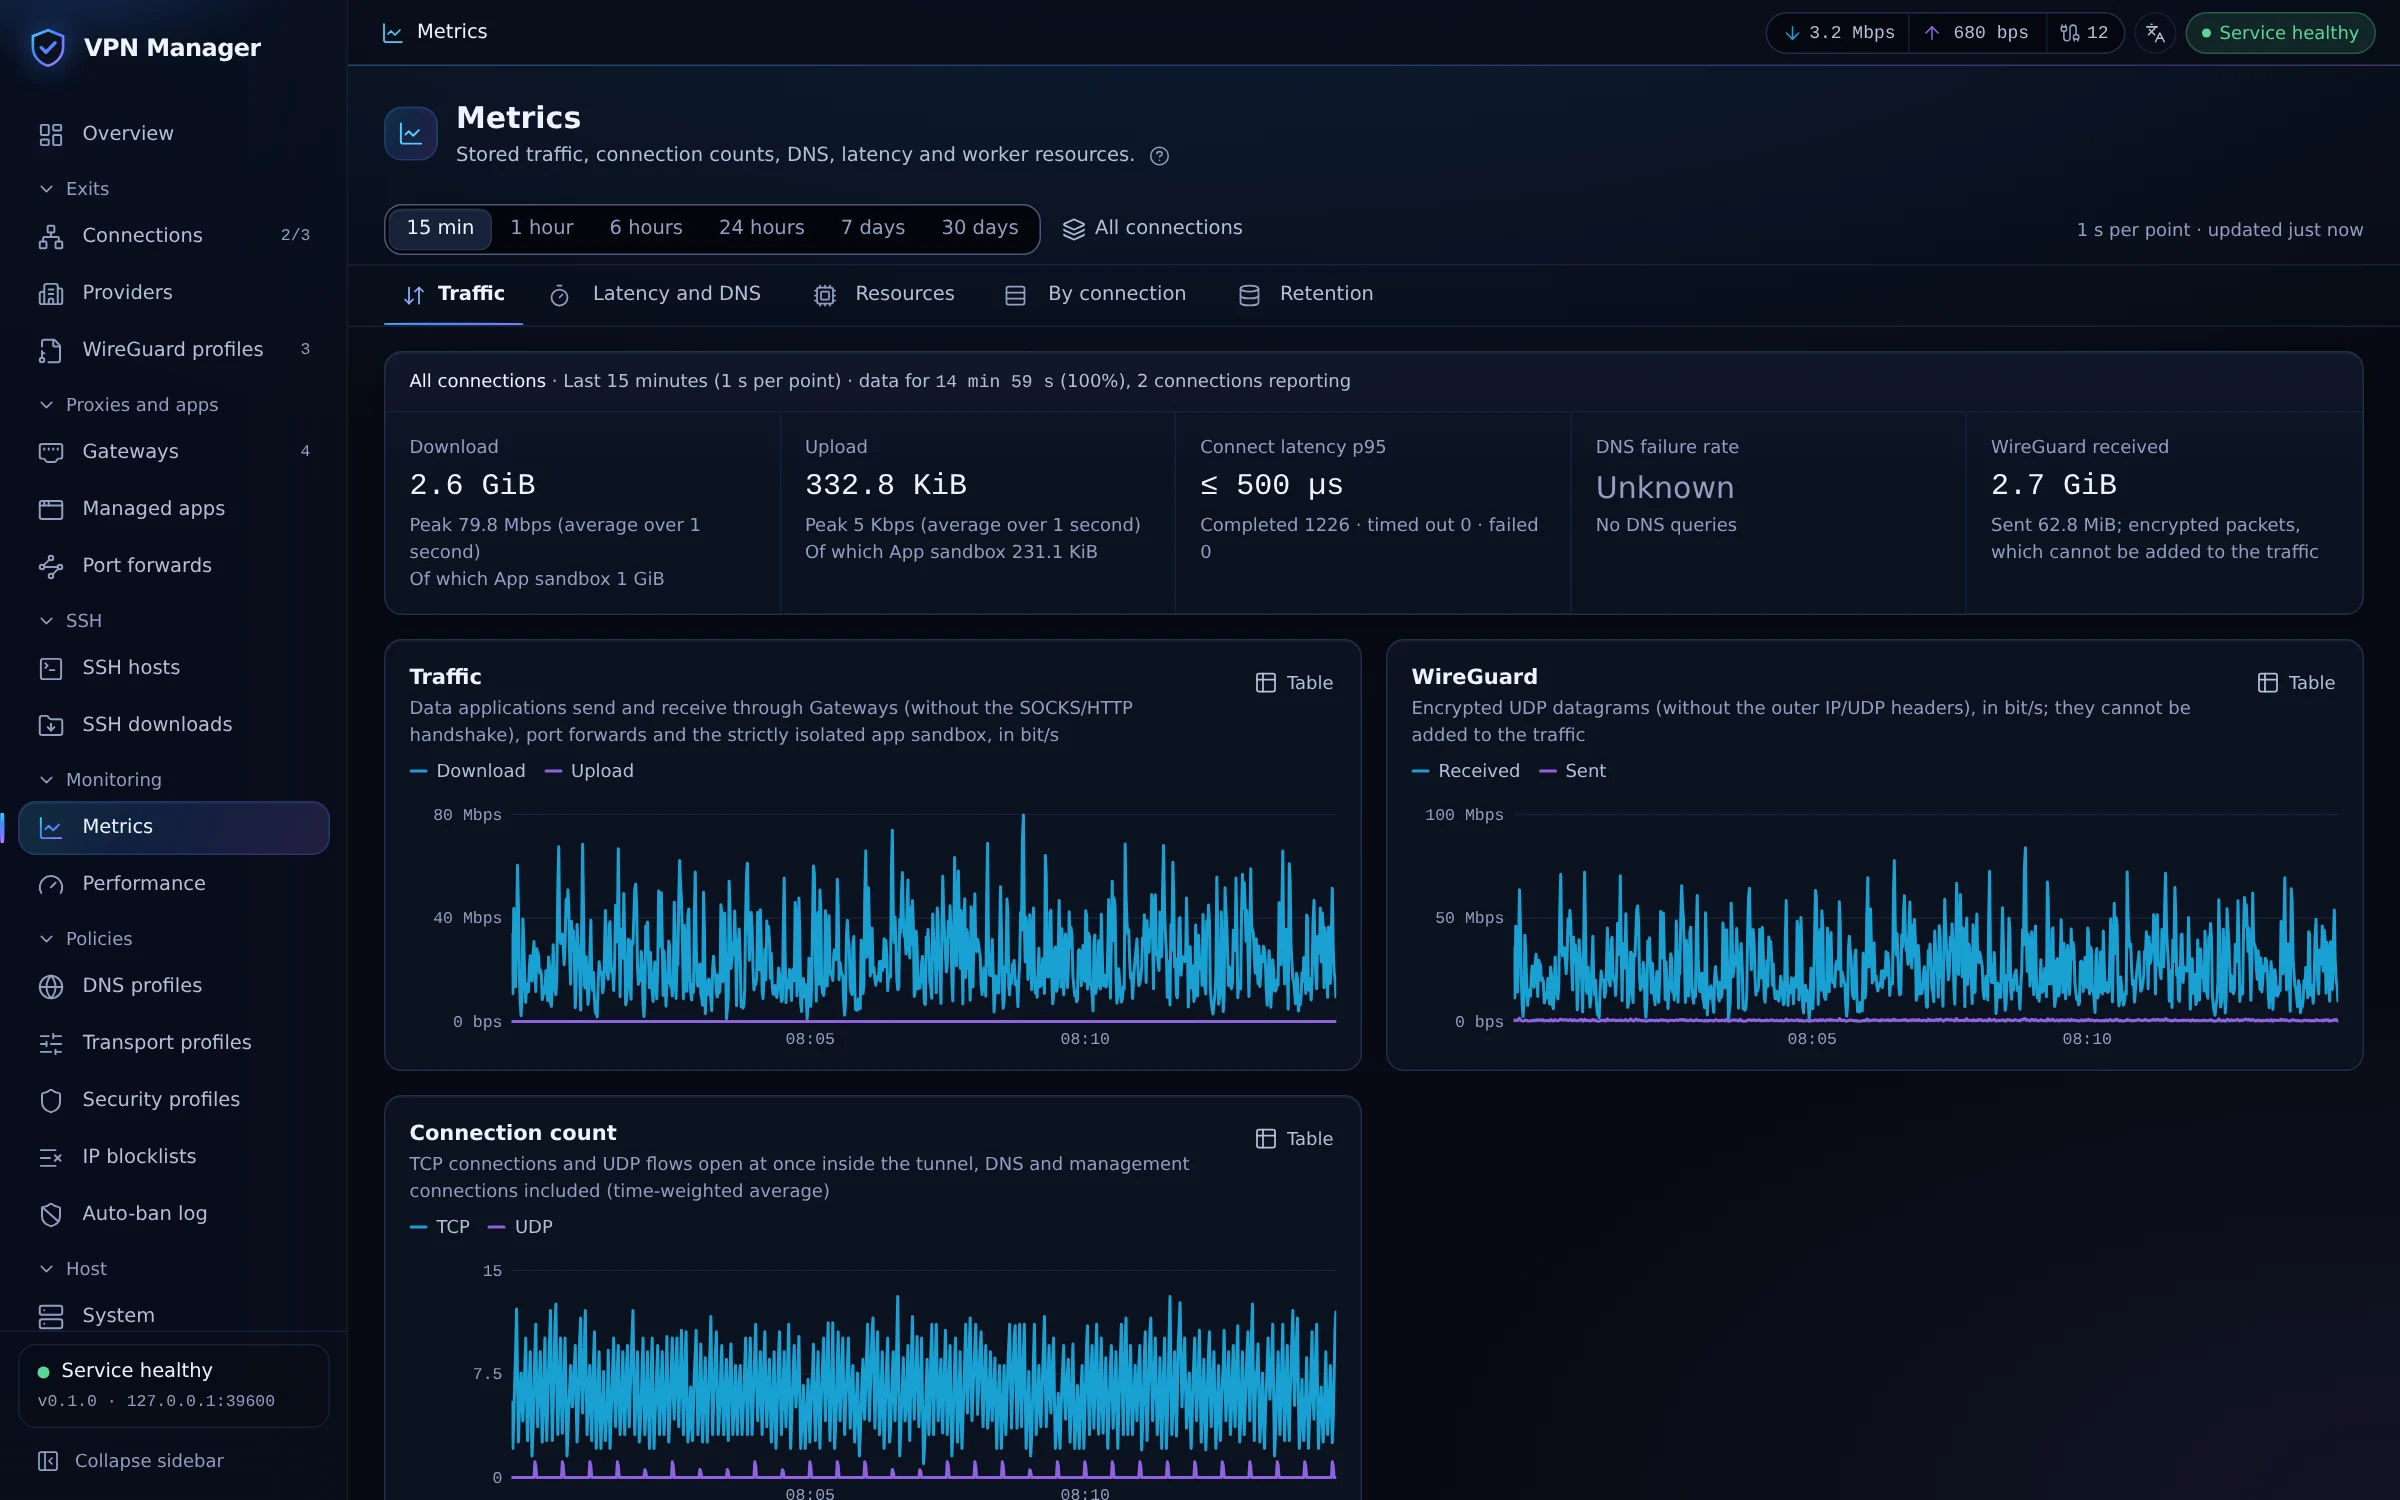 VPN Manager
Overview
Exits
Connections 2/3
Providers
WireGuard profiles 3
Proxies and apps
Gateways 4
Managed apps
Port forwards
SSH
SSH hosts
SSH downloads
Monitoring
Metrics
Performance
Policies
DNS profiles
Transport profiles
Security profiles
IP blocklists
Auto-ban log
Host
System
Service healthy
v0.1.0 · 127.0.0.1:39600
Collapse sidebar
Metrics
3.2 Mbps 680 bps 12 Service healthy
Metrics
Stored traffic, connection counts, DNS, latency and worker resources.
15 min 1 hour 6 hours 24 hours 7 days 30 days All connections 1 s per point · updated just now
Traffic Latency and DNS Resources By connection Retention
All connections · Last 15 minutes (1 s per point) · data for 14 min 59 s (100%), 2 connections reporting
Download
2.6 GiB
Peak 79.8 Mbps (average over 1
second)
Of which App sandbox 1 GiB
Upload
332.8 KiB
Peak 5 Kbps (average over 1 second)
Of which App sandbox 231.1 KiB
Connect latency p95
≤ 500 µs
Completed 1226 · timed out 0 · failed
0
DNS failure rate
Unknown
No DNS queries
WireGuard received
2.7 GiB
Sent 62.8 MiB; encrypted packets,
which cannot be added to the traffic
Traffic
Table
Data applications send and receive through Gateways (without the SOCKS/HTTP
handshake), port forwards and the strictly isolated app sandbox, in bit/s
Download Upload
80 Mbps
40 Mbps
0 bps
08:05 08:10
WireGuard
Table
Encrypted UDP datagrams (without the outer IP/UDP headers), in bit/s; they cannot be
added to the traffic
Received Sent
100 Mbps
50 Mbps
0 bps
08:05 08:10
Connection count
Table
TCP connections and UDP flows open at once inside the tunnel, DNS and management
connections included (time-weighted average)
TCP UDP
15
7.5
0
08:05 08:10